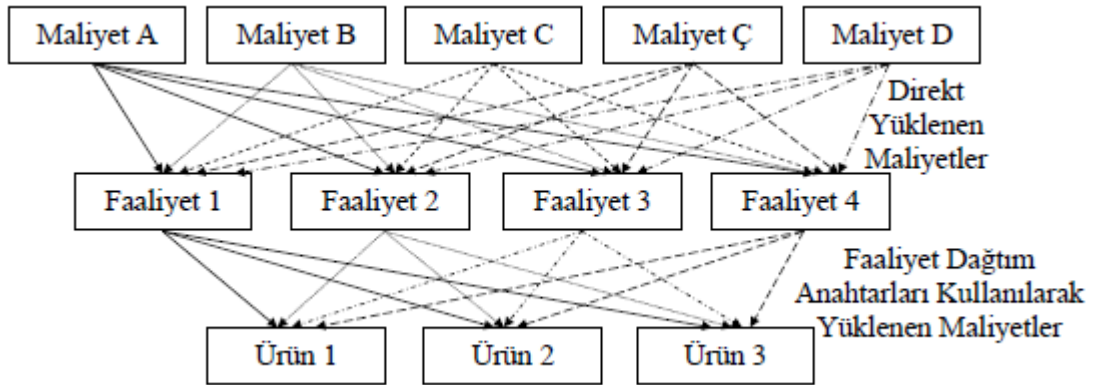 Maliyet A
Maliyet B
Maliyet C
Maliyet Ç
Maliyet D
Direkt
Yüklenen
Maliyetler
Faaliyet 1
Faaliyet 2
Faaliyet 3
Faaliyet 4
Faaliyet Dağtım
Anahtarları Kullanılarak
Yüklenen Maliyetler
Ürün 1
Ürün 2
Ürün 3